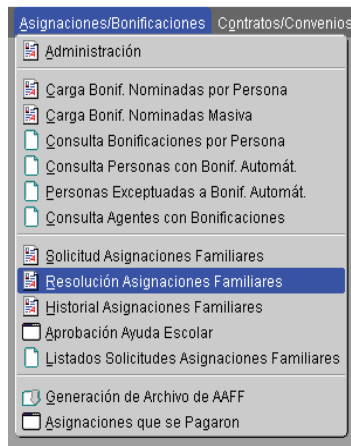 Asignaciones/Bonificaciones Contratos/Convenios
Administración
Carga Bonif. Nominadas por Persona
Carga Bonif. Nominadas Masiva
Consulta Bonificaciones por Persona
Consulta Personas con Bonif. Automát.
Personas Exceptuadas a Bonif. Automát.
Consulta Agentes con Bonificaciones
Solicitud Asignaciones Familiares
Resolución Asignaciones Familiares
Historial Asignaciones Familiares
Aprobación Ayuda Escolar
Listados Solicitudes Asignaciones Familiares
Generación de Archivo de AAFF
Asignaciones que se Pagaron